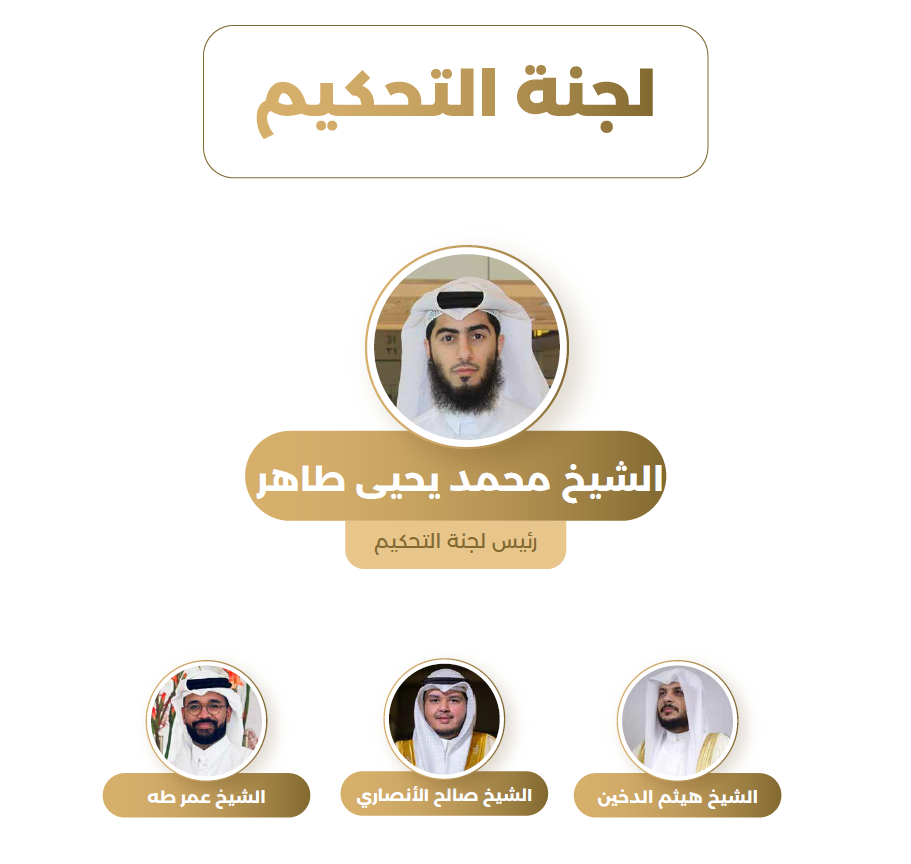 لجنة التحكيم
الشيخ محمد يحيى طاهر
رئيس لجنة التحكيم
الشيخ هيثم الدخين
الشيخ صالح الأنصاري
الشيخ عمر طه